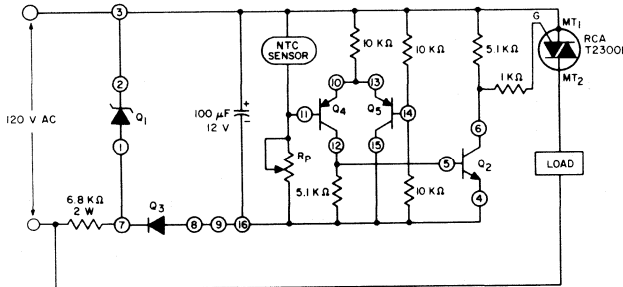 3
G
MT1
RCA
T2300B
MT2
NTC
SENSOR
10 KΩ
10 KΩ
5.1 KΩ
1 KΩ
2
Q1
1
120 V AC
100 μF
12 V
+
-
10
13
11
Q4
Q5
14
12
15
6
5
Q2
4
RP
5.1 KΩ
10 KΩ
LOAD
6.8 KΩ
2 W
7
Q3
8
9
16